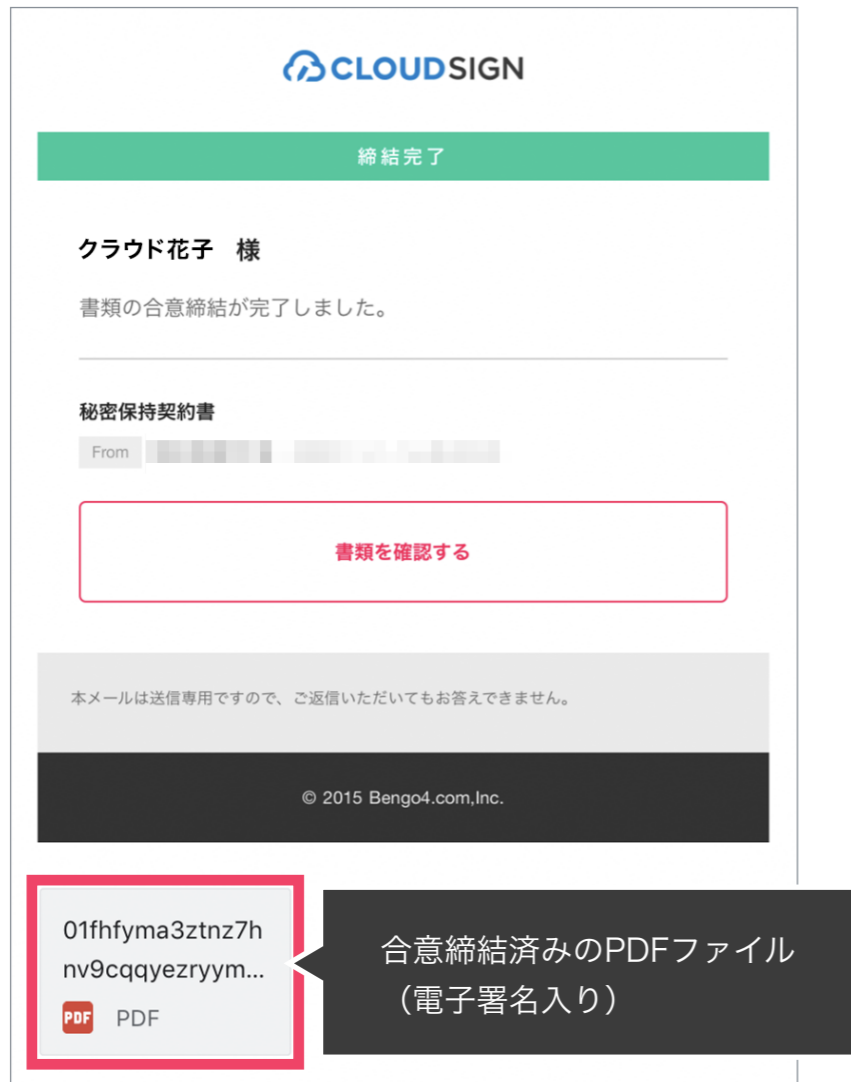 CLOUDSIGN
締結完了
クラウド花子　様
書類の合意締結が完了しました。
秘密保持契約書
From
書類を確認する
本メールは送信専用ですので、ご返信いただいてもお答えできません。
© 2015 Bengo4.com,Inc.
01fhfyma3ztnz7h
nv9cqqyezryym...
PDF PDF
合意締結済みのPDFファイル
（電子署名入り）